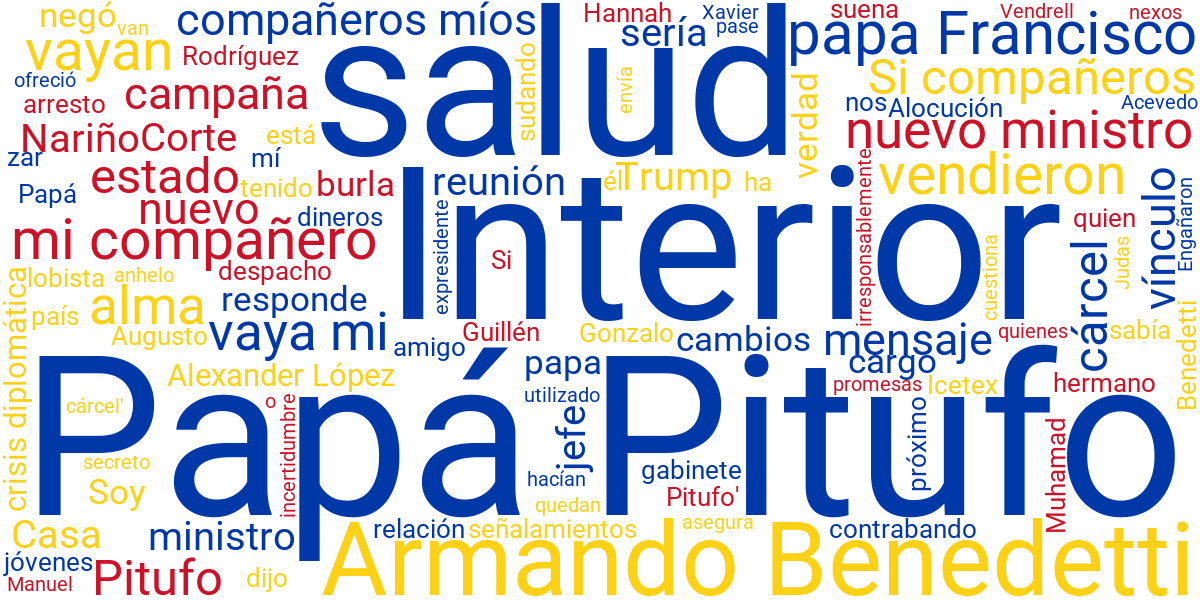 negó
van
compañeros míos
Hannah
Xavier
pase
suena
Vendrell
nexos
vayan
Rodríguez
salud
sería
papa Francisco
ofreció
arresto
campaña
sudando
envía
verdad
Si compañeros
nos
Alocución
Acevedo
Nariño
Corte
está
nuevo ministro
zar
mí
estado
tenido
burla
reunión
él
Trump
ha
vendieron
Papá
nuevo
dineros
expresidente
Interior
irresponsablemente
quien
vínculo
Engañaron
mi compañero
Si
cuestiona
cárcel
Judas
lobista
anhelo
despacho
crisis diplomática
alma
responde
país
Augusto
vaya mi
amigo
Guillén
Gonzalo
cambios
mensaje
quienes
sabía
Benedetti
papa
cargo
Alexander López
utilizado
promesas
Icetex
hermano
Papá Pitufo
cárcel'
o
incertidumbre
jefe
próximo
Muhamad
secreto
hacían
gabinete
Soy
Pitufo'
quedan
Casa
ministro
relación
señalamientos
asegura
contrabando
jóvenes
Manuel
Pitufo
dijo
Armando Benedetti